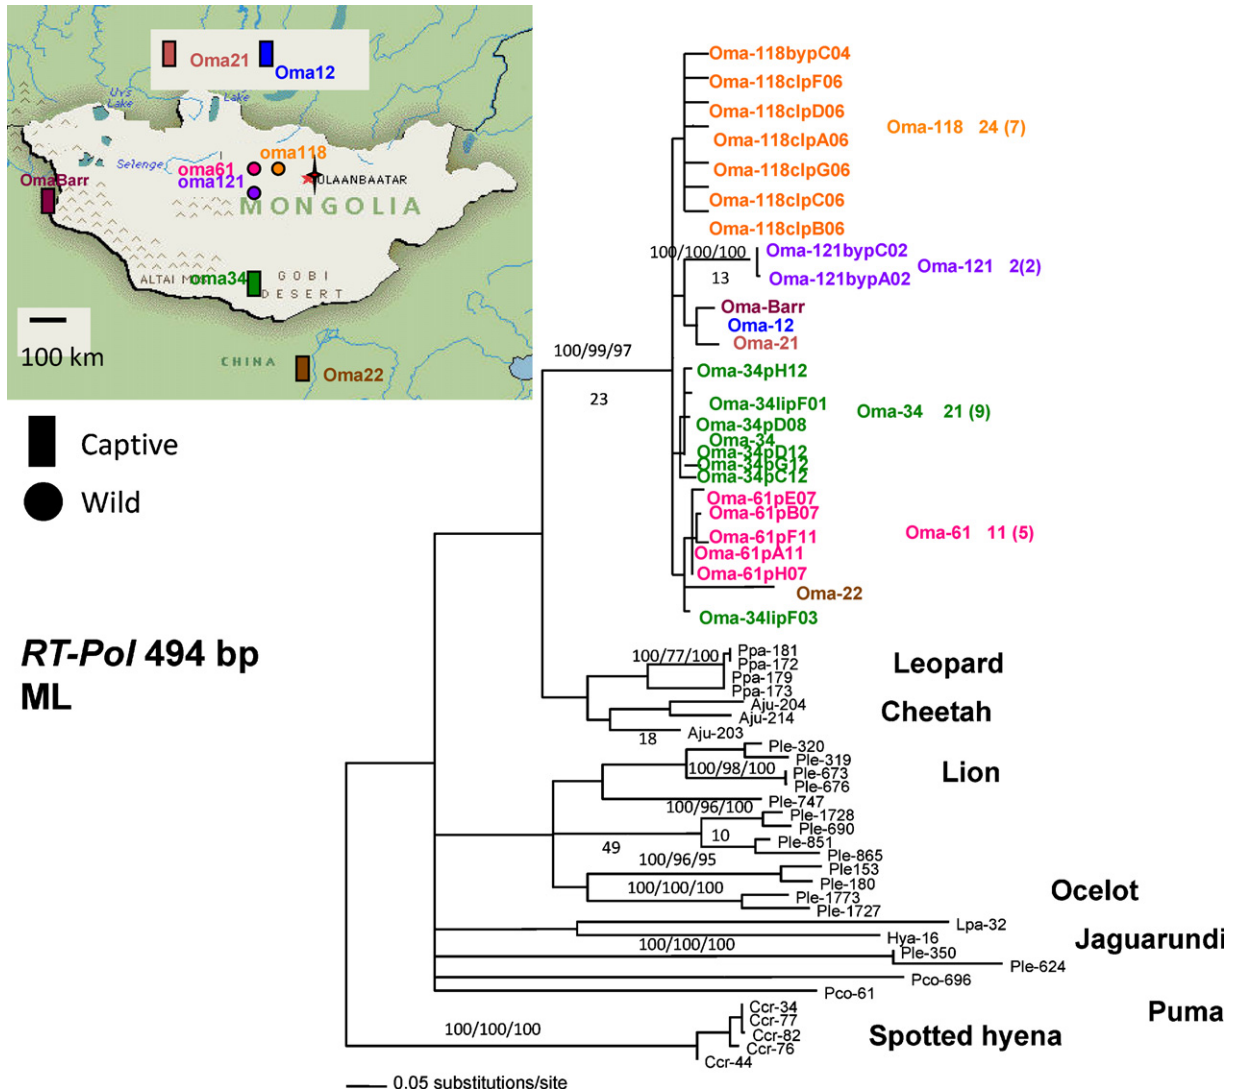 Oma21
Oma12
Uvs
Lake
Lake
Selenge
oma61
oma118
oma121
ULAANBAATAR
OmaBarr
MONGOLIA
ALTAI
oma34
GOBI
DESERT
100 km
CHINA
Oma22
Captive
Wild
RT-Pol 494 bp
ML
Oma-118bypC04
Oma-118clpF06
Oma-118clpD06
Oma-118 24 (7)
Oma-118clpA06
Oma-118clpG06
Oma-118clpC06
Oma-118clpB06
100/100/100
Oma-121bypC02
Oma-121 2(2)
13
Oma-121bypA02
Oma-Barr
Oma-12
Oma-21
100/99/97
23
Oma-34pH12
Oma-34lipF01
Oma-34 21 (9)
Oma-34pD08
Oma-34
Oma-34pD12
Oma-34pG12
Oma-34pC12
Oma-61pE07
Oma-61pB07
Oma-61pF11
Oma-61 11 (5)
Oma-61pA11
Oma-61pH07
Oma-22
Oma-34lipF03
100/77/100
Ppa-181
Ppa-172
Ppa-179
Ppa-173
Leopard
Aju-204
Aju-214
Cheetah
18
Aju-203
Ple-320
Ple-319
100/98/100
Ple-673
Ple-676
Lion
Ple-747
100/96/100
Ple-1728
Ple-690
10
49
Ple-851
Ple-865
100/96/95
Ple153
Ple-180
100/100/100
Ple-1773
Ple-1727
Ocelot
Lpa-32
Hya-16
Jaguarundi
100/100/100
Ple-350
Ple-624
Pco-696
Pco-61
Puma
Ccr-34
Ccr-77
Ccr-82
Ccr-76
Ccr-44
100/100/100
Spotted hyena
0.05 substitutions/site